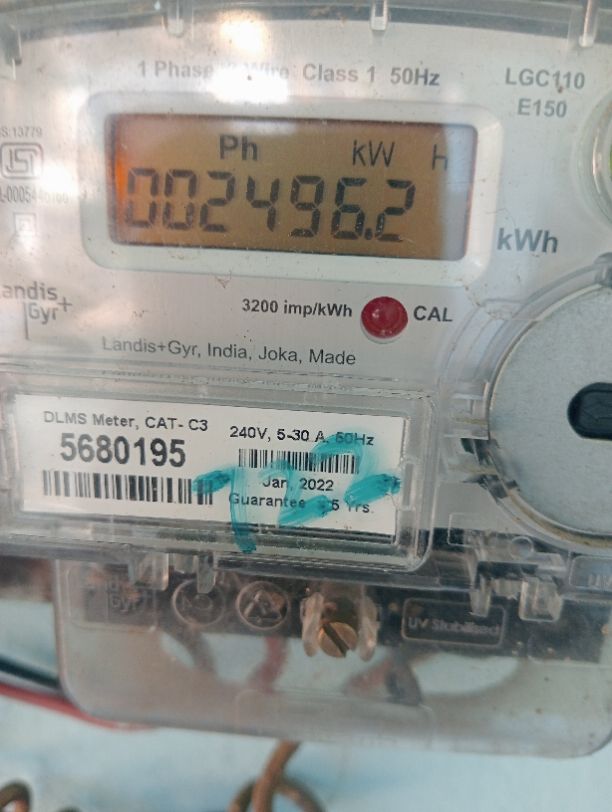 1 Phase Wire Class 1 50Hz
LGC110
E150
S:13779
Ph kW h
002496.2
kWh
Landis+
Gyr
3200 imp/kWh CAL
Landis+Gyr, India, Joka, Made
DLMS Meter, CAT- C3
240V, 5-30 A, 50Hz
5680195
Jan, 2022
Guarantee 5 Yrs.
UV Stabilised